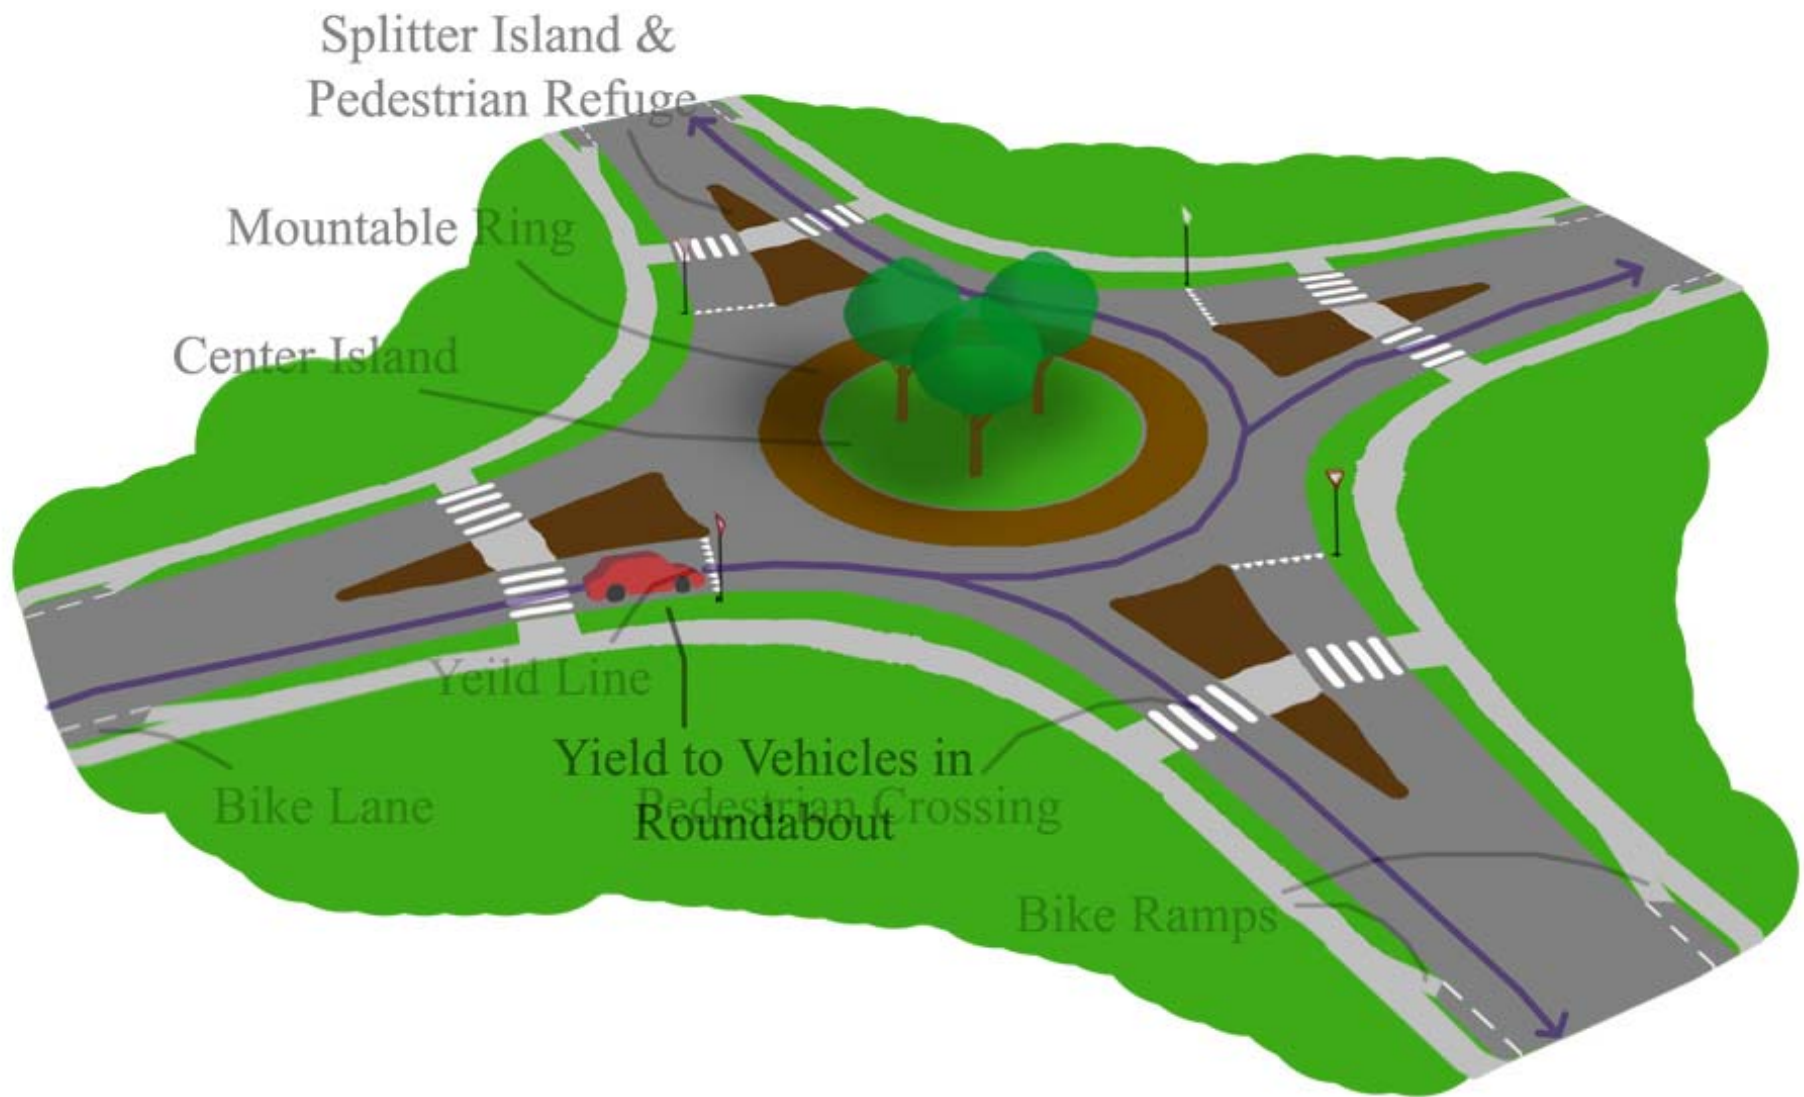 Splitter Island &
Pedestrian Refuge
Mountable Ring
Center Island
Yeild Line
Yield to Vehicles in
Roundabout
Bike Lane
Pedestrian Crossing
Bike Ramps